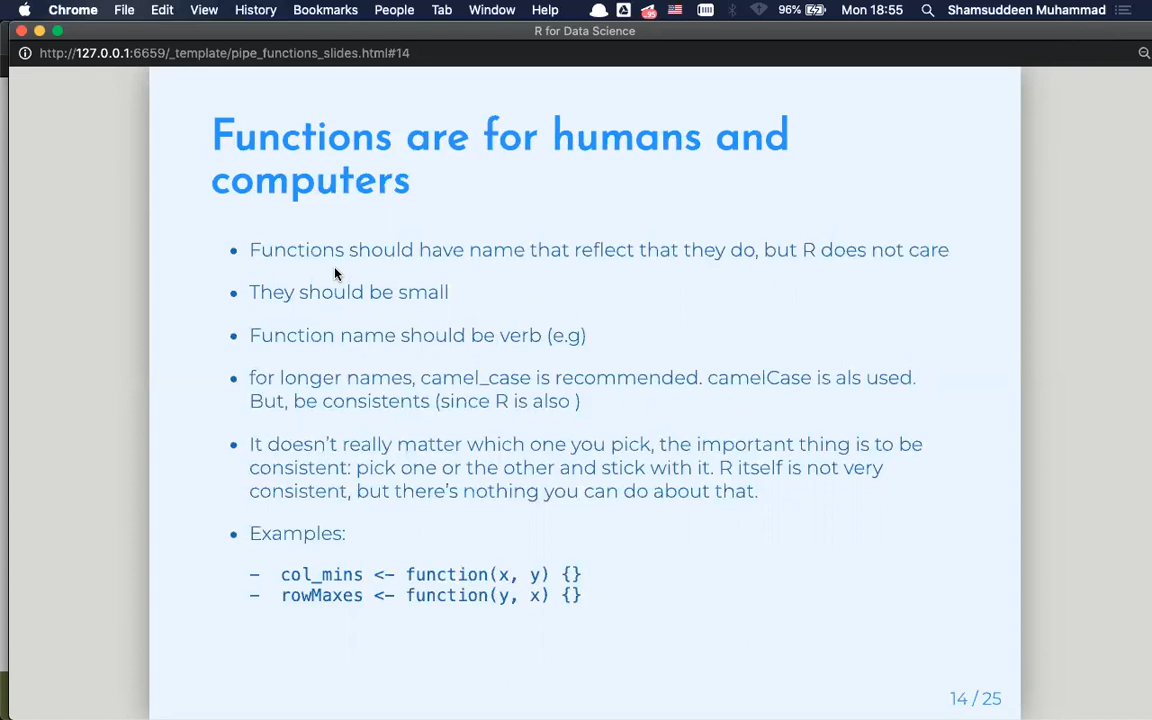 Chrome File Edit View History Bookmarks People Tab Window Help 95 96% Mon 18:55 Shamsuddeen Muhammad
R for Data Science
http://127.0.0.1:6659/_template/pipe_functions_slides.html#14
Functions are for humans and
computers
• Functions should have name that reflect that they do, but R does not care
• They should be small
• Function name should be verb (e.g)
• for longer names, camel_case is recommended. camelCase is als used.
But, be consistents (since R is also )
• It doesn't really matter which one you pick, the important thing is to be
consistent: pick one or the other and stick with it. R itself is not very
consistent, but there's nothing you can do about that.
• Examples:
– col_mins <- function(x, y) {}
– rowMaxes <- function(y, x) {}
14 / 25